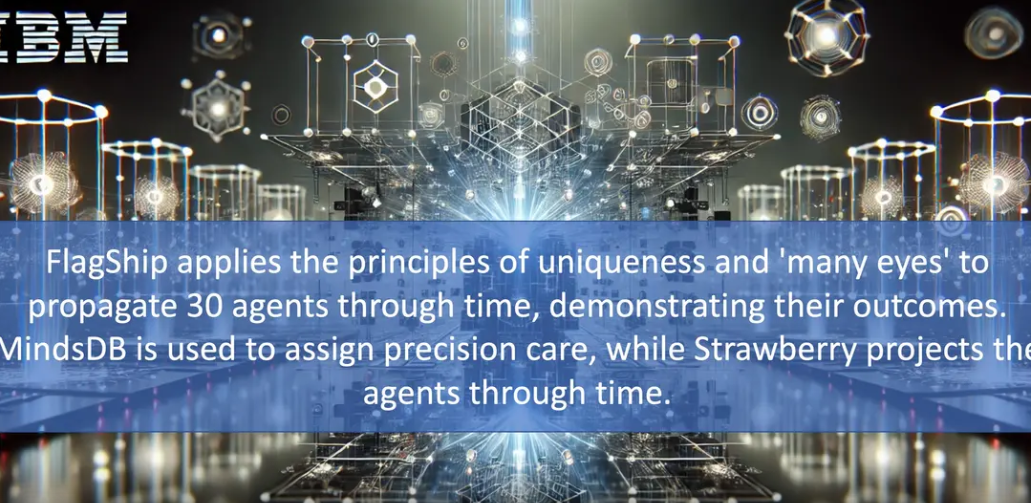 IBM
FlagShip applies the principles of uniqueness and 'many eyes' to
propagate 30 agents through time, demonstrating their outcomes.
MindsDB is used to assign precision care, while Strawberry projects the
agents through time.